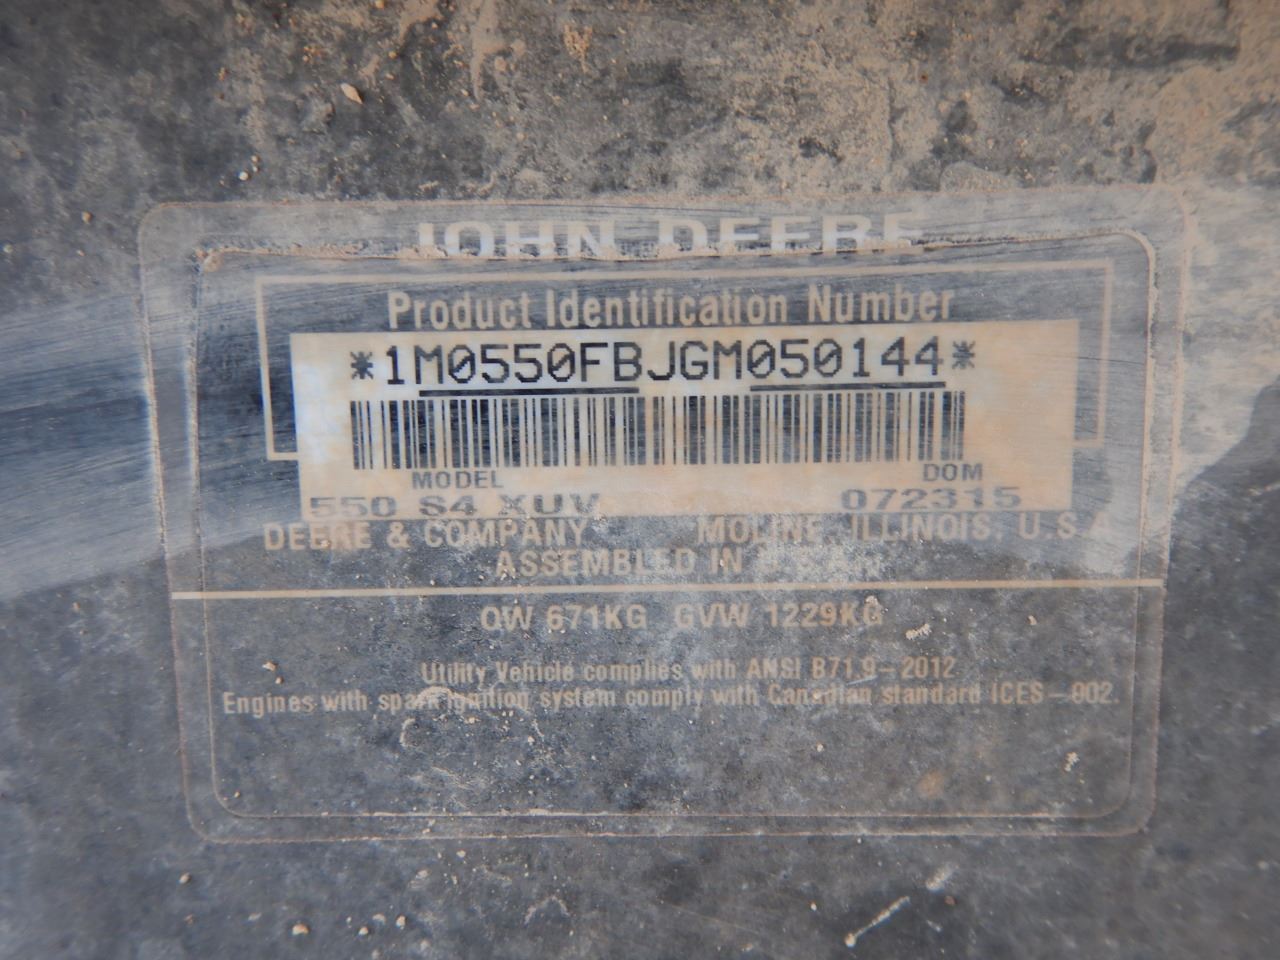 JOHN DEERE
Product Identification Number
*1M0550FBJGM050144*
MODEL DOM
550 S4 XUV 072315
DEERE & COMPANY MOLINE, ILLINOIS, U.S.A.
ASSEMBLED IN U.S.A.
OW 671KG GVW 1229KG
Utility Vehicle complies with ANSI B71.9-2012
Engines with spark ignition system comply with Canadian standard ICES-002.